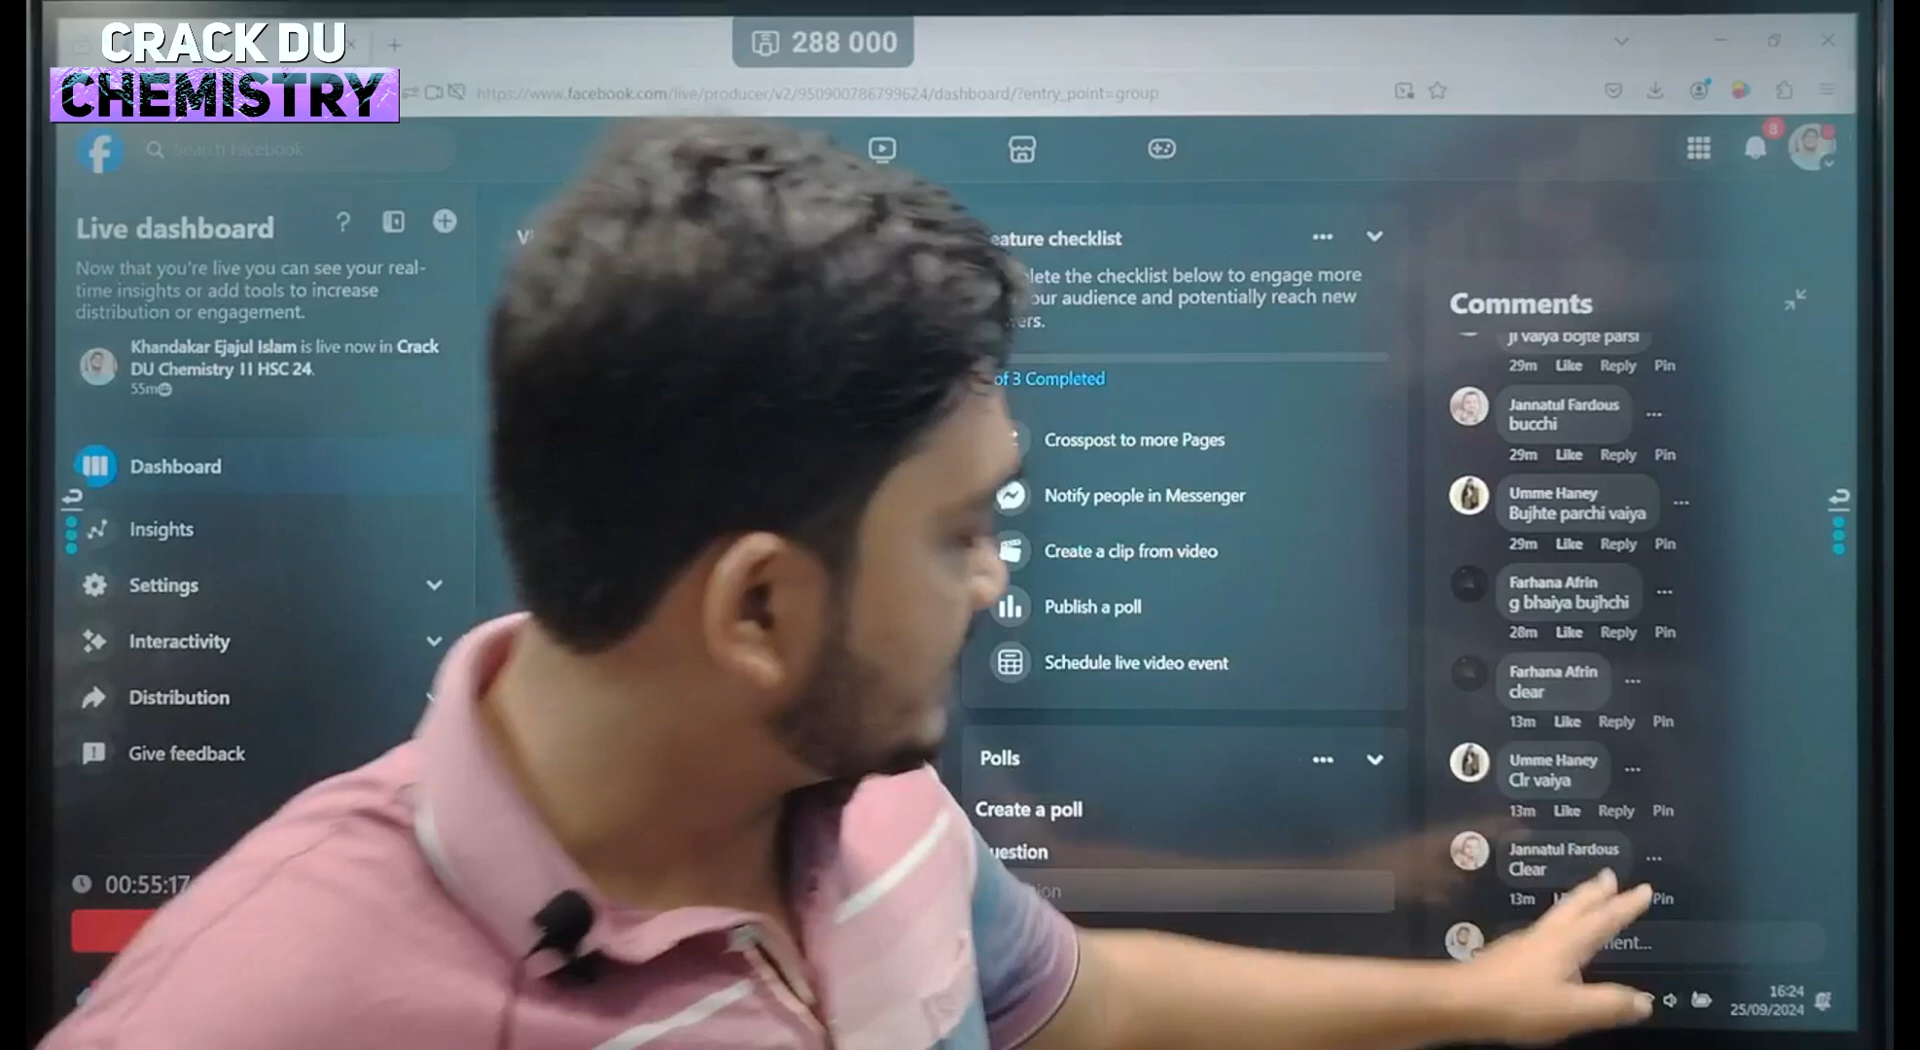 CRACK DU
CHEMISTRY
288 000
https://www.facebook.com/live/producer/v2/950900786799624/dashboard/?entry_point=group
Search Facebook
8
Live dashboard
Now that you're live you can see your real-
time insights or add tools to increase
distribution or engagement.
Khandakar Ejajul Islam is live now in Crack
DU Chemistry II HSC 24.
55m
Dashboard
Insights
Settings
Interactivity
Distribution
Give feedback
00:55:17
eature checklist
lete the checklist below to engage more
our audience and potentially reach new
ers.
of 3 Completed
Crosspost to more Pages
Notify people in Messenger
Create a clip from video
Publish a poll
Schedule live video event
Polls
Create a poll
uestion
Comments
ji vaiya bojte parsi
29m Like Reply Pin
Jannatul Fardous
bucchi
29m Like Reply Pin
Umme Haney
Bujhte parchi vaiya
29m Like Reply Pin
Farhana Afrin
g bhaiya bujhchi
28m Like Reply Pin
Farhana Afrin
clear
13m Like Reply Pin
Umme Haney
Clr vaiya
13m Like Reply Pin
Jannatul Fardous
Clear
13m Pin
ment...
16:24
25/09/2024